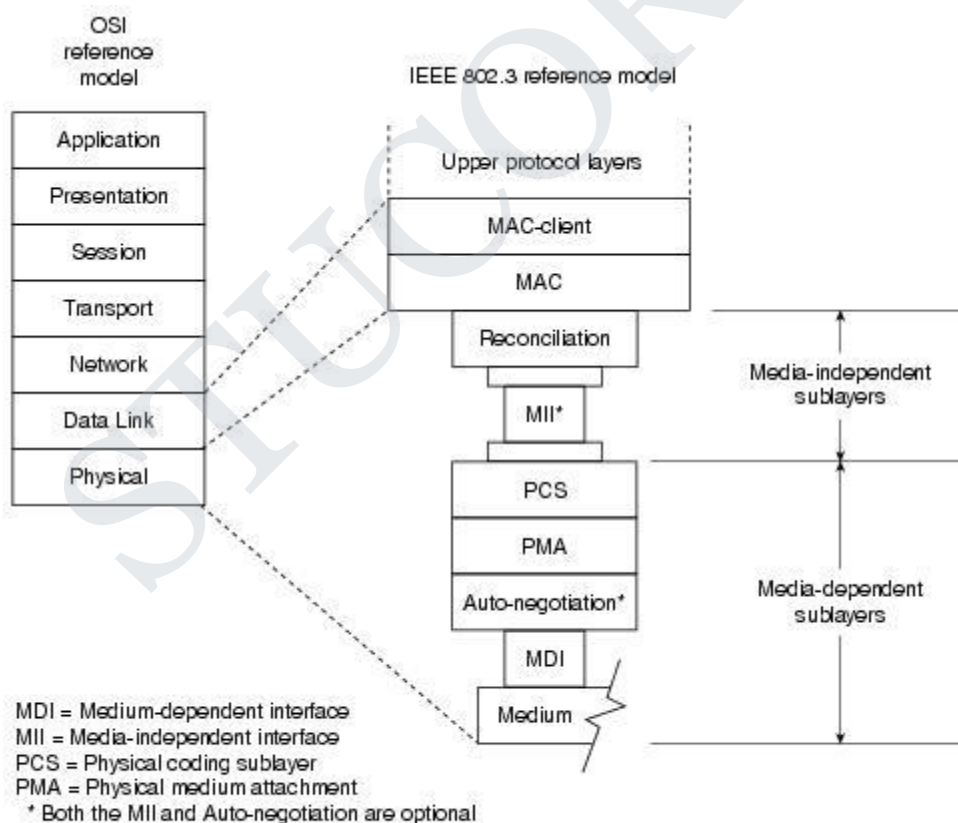 OSI
reference
model
IEEE 802.3 reference model
Application
Presentation
Session
Transport
Network
Data Link
Physical
Upper protocol layers
MAC-client
MAC
Reconciliation
MII*
PCS
PMA
Auto-negotiation*
MDI
Medium
Media-independent
sublayers
Media-dependent
sublayers
MDI = Medium-dependent interface
MII = Media-independent interface
PCS = Physical coding sublayer
PMA = Physical medium attachment
* Both the MII and Auto-negotiation are optional
STUCOR